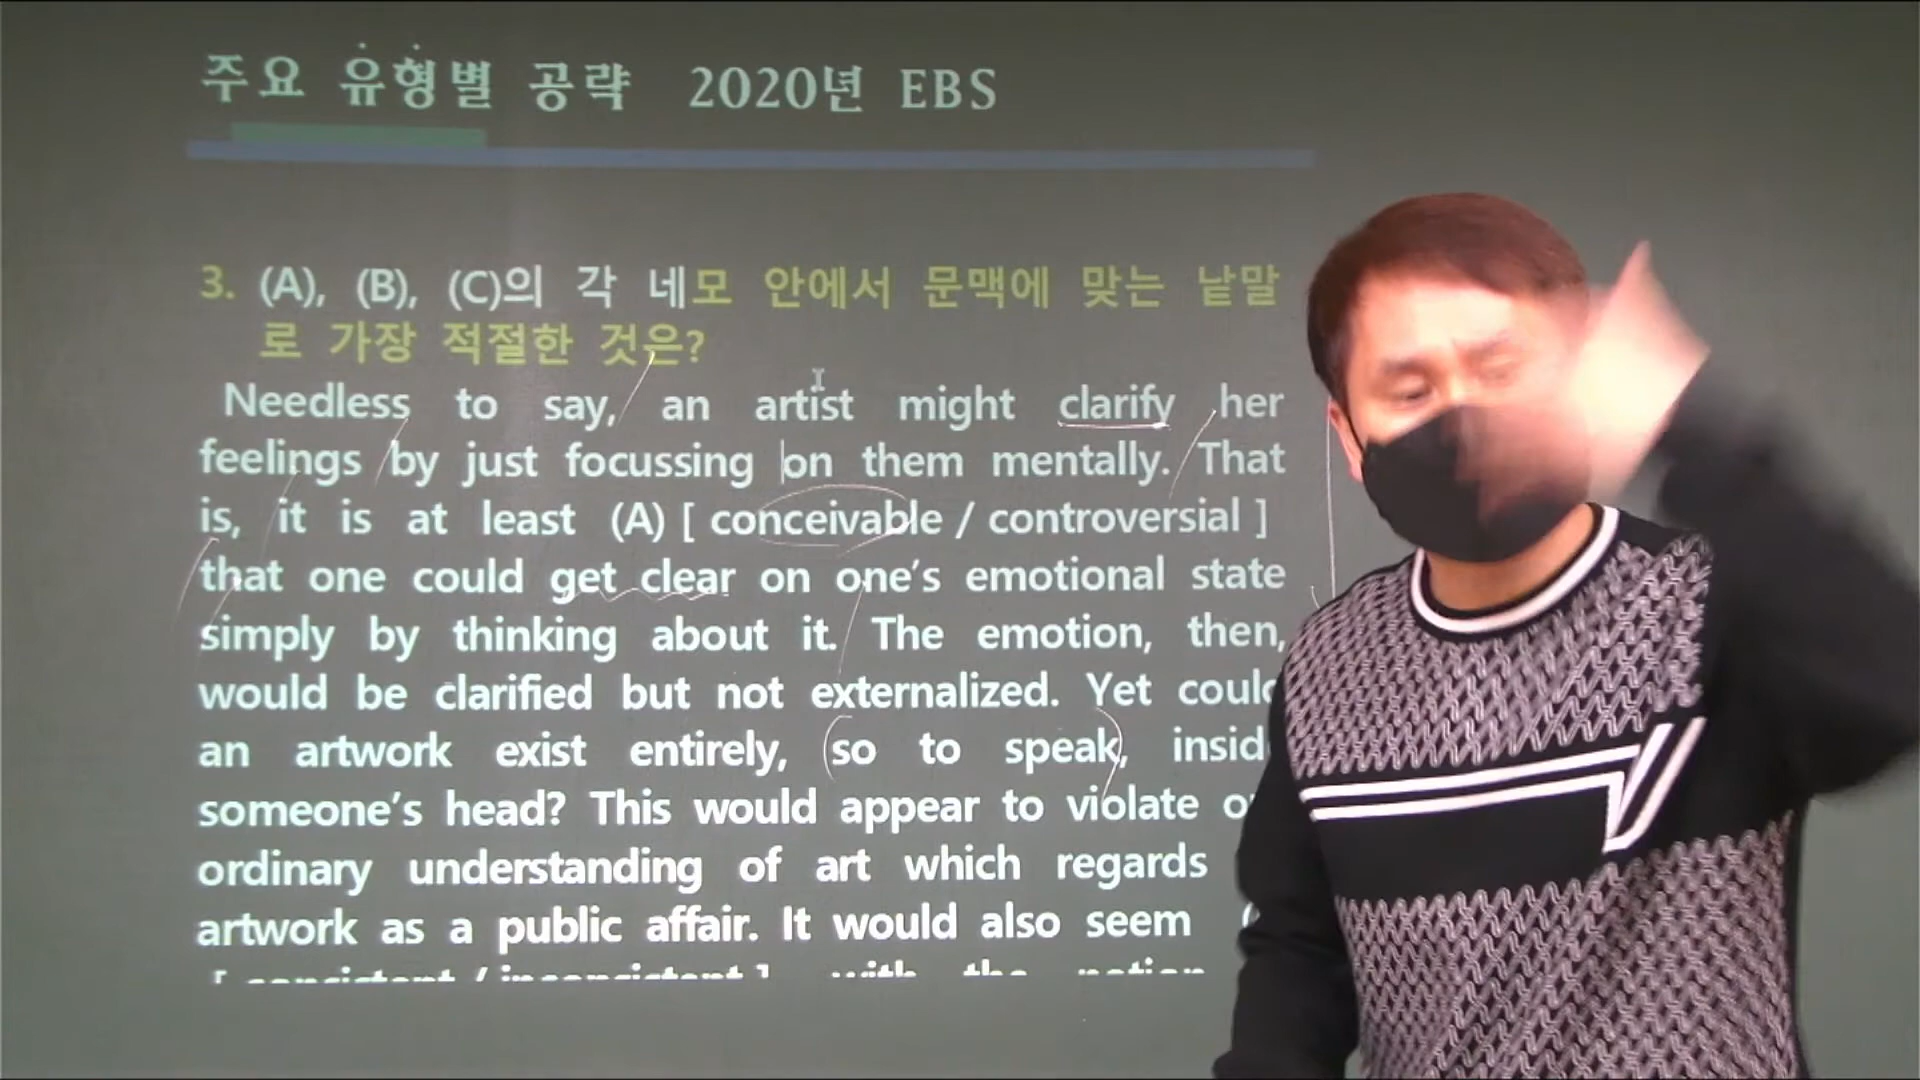 주요 유형별 공략 2020년 EBS
3. (A), (B), (C)의 각 네모 안에서 문맥에 맞는 낱말
로 가장 적절한 것은?
Needless to say, an artist might clarify her
feelings by just focussing on them mentally. That
is, it is at least (A) [ conceivable / controversial ]
that one could get clear on one's emotional state
simply by thinking about it. The emotion, then,
would be clarified but not externalized. Yet
an artwork exist entirely, so to speak,
someone's head? This would appear to violate
ordinary understanding of art which regards
artwork as a public affair. It would also seem
[ consistent / inconsistent ] with the notion